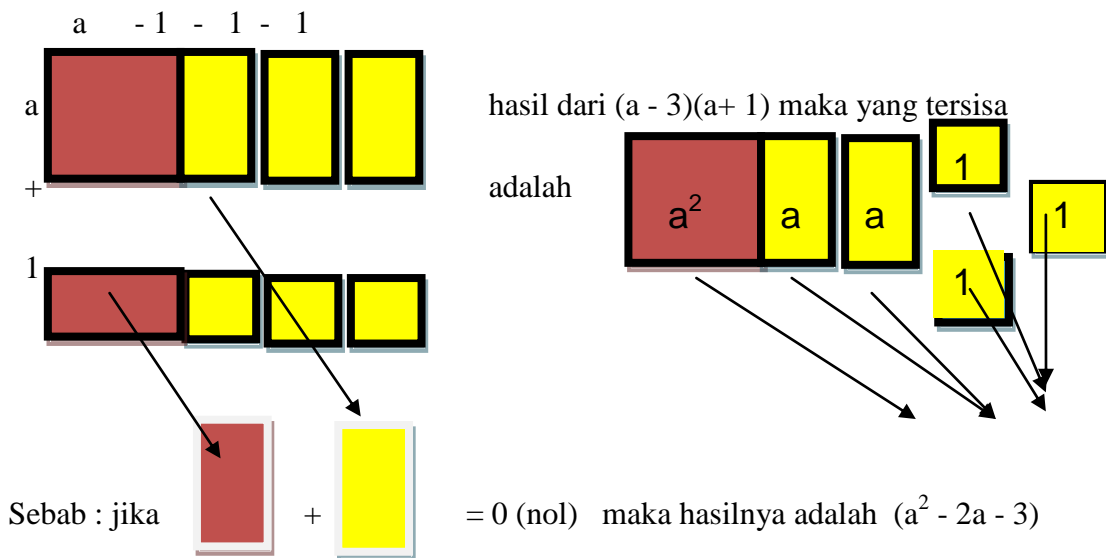 a - 1 - 1 - 1
a
+
1
hasil dari (a - 3)(a+ 1) maka yang tersisa
adalah
a² a a 1 1
1
Sebab : jika + = 0 (nol) maka hasilnya adalah (a² - 2a - 3)